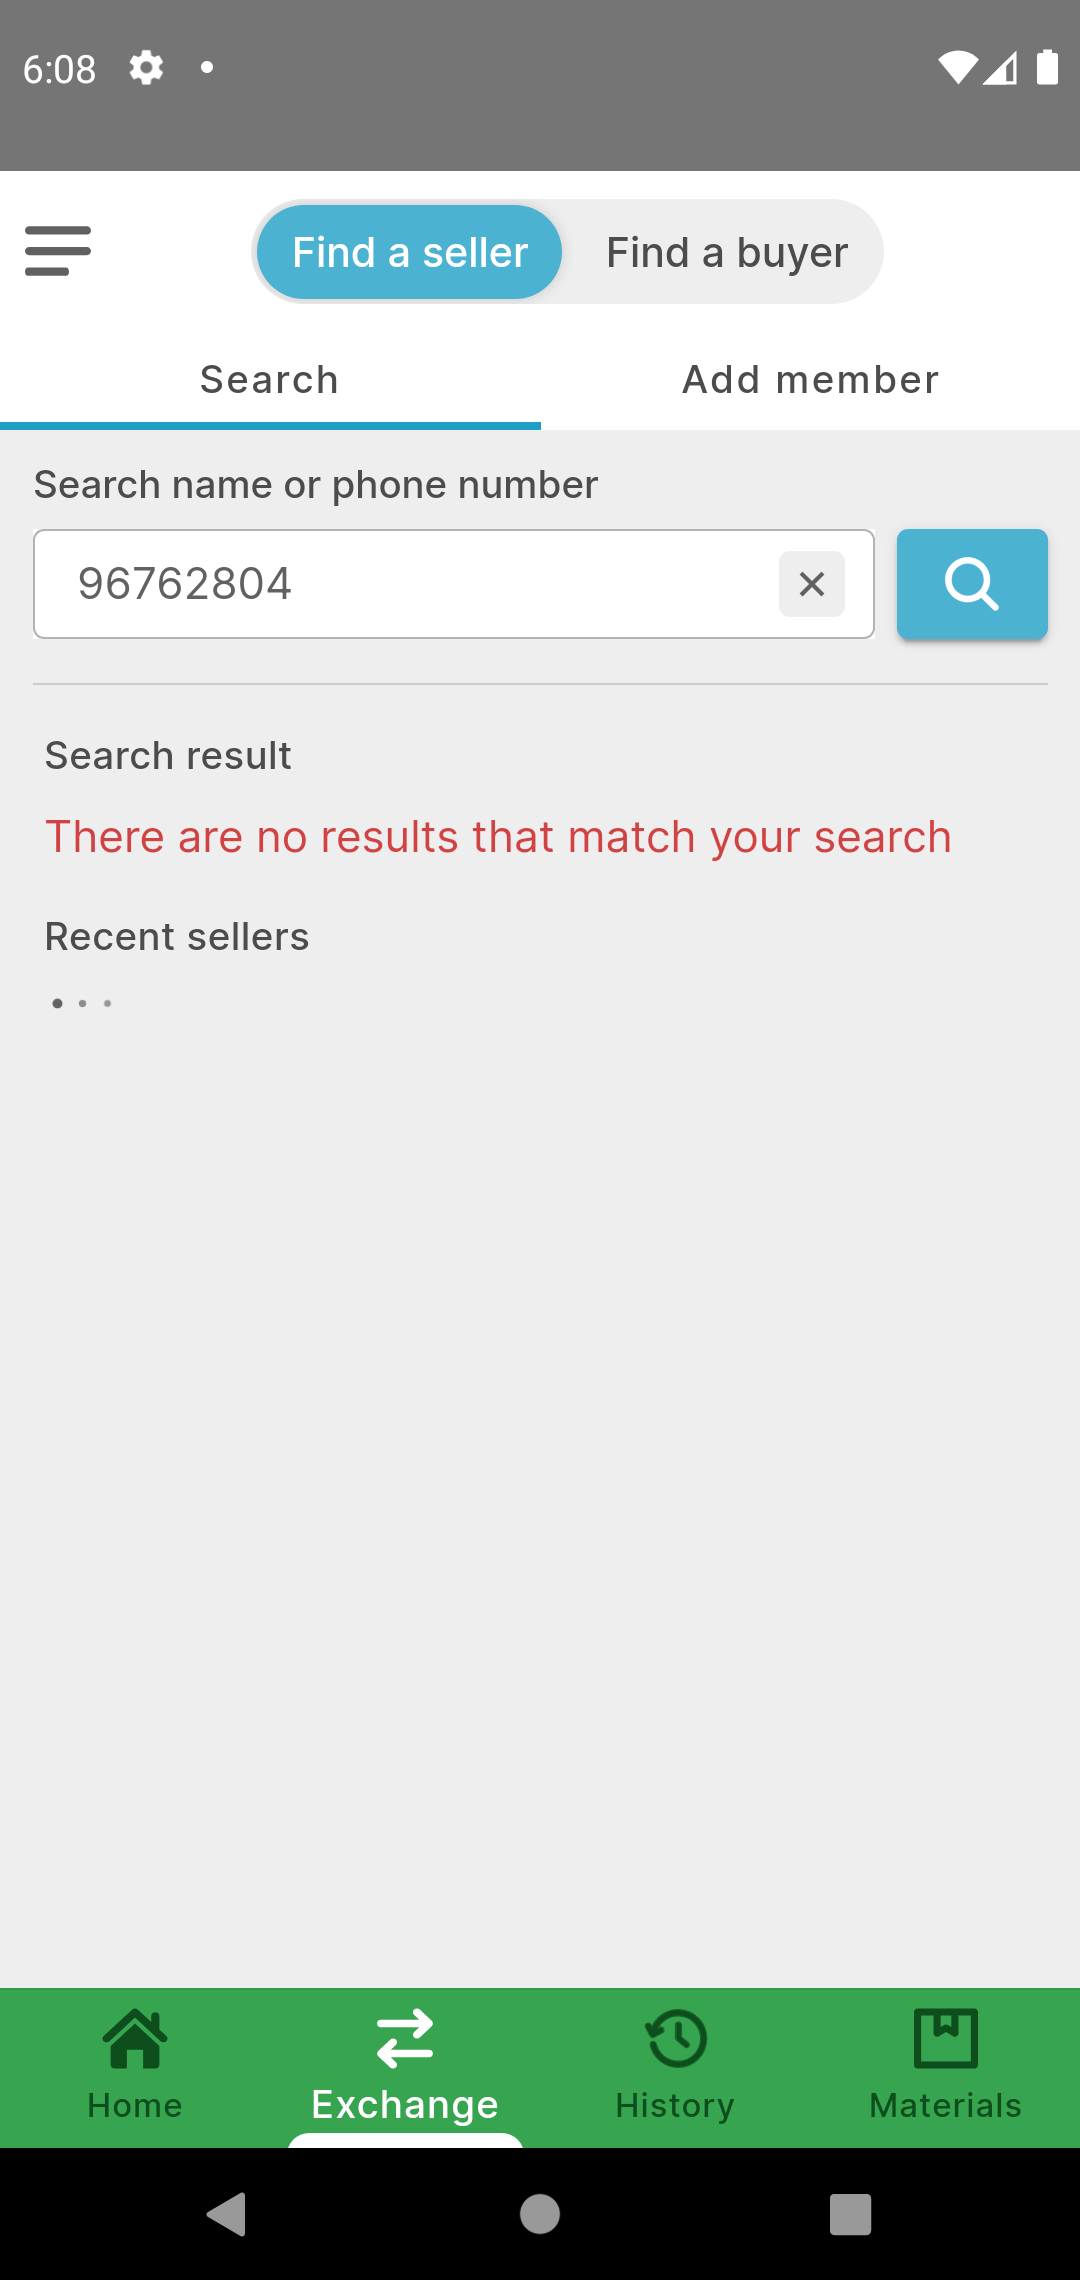 6:08
Find a seller
Find a buyer
Search
Add member
Search name or phone number
96762804
Search result
There are no results that match your search
Recent sellers
Home
Exchange
History
Materials